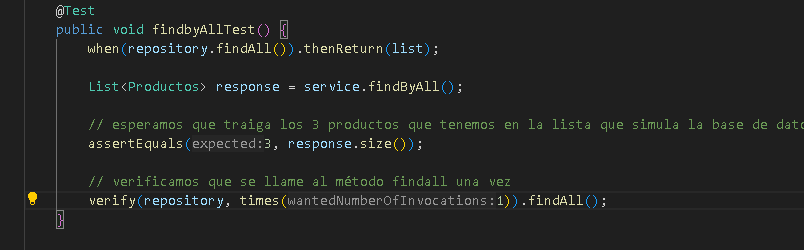 @Test
public void findbyAllTest() {
when(repository.findAll()).thenReturn(list);
List<Productos> response = service.findByAll();
// esperamos que traiga los 3 productos que tenemos en la lista que simula la base de dato
assertEquals(expected:3, response.size());
// verificamos que se llame al método findall una vez
verify(repository, times(wantedNumberOfInvocations:1)).findAll();
}